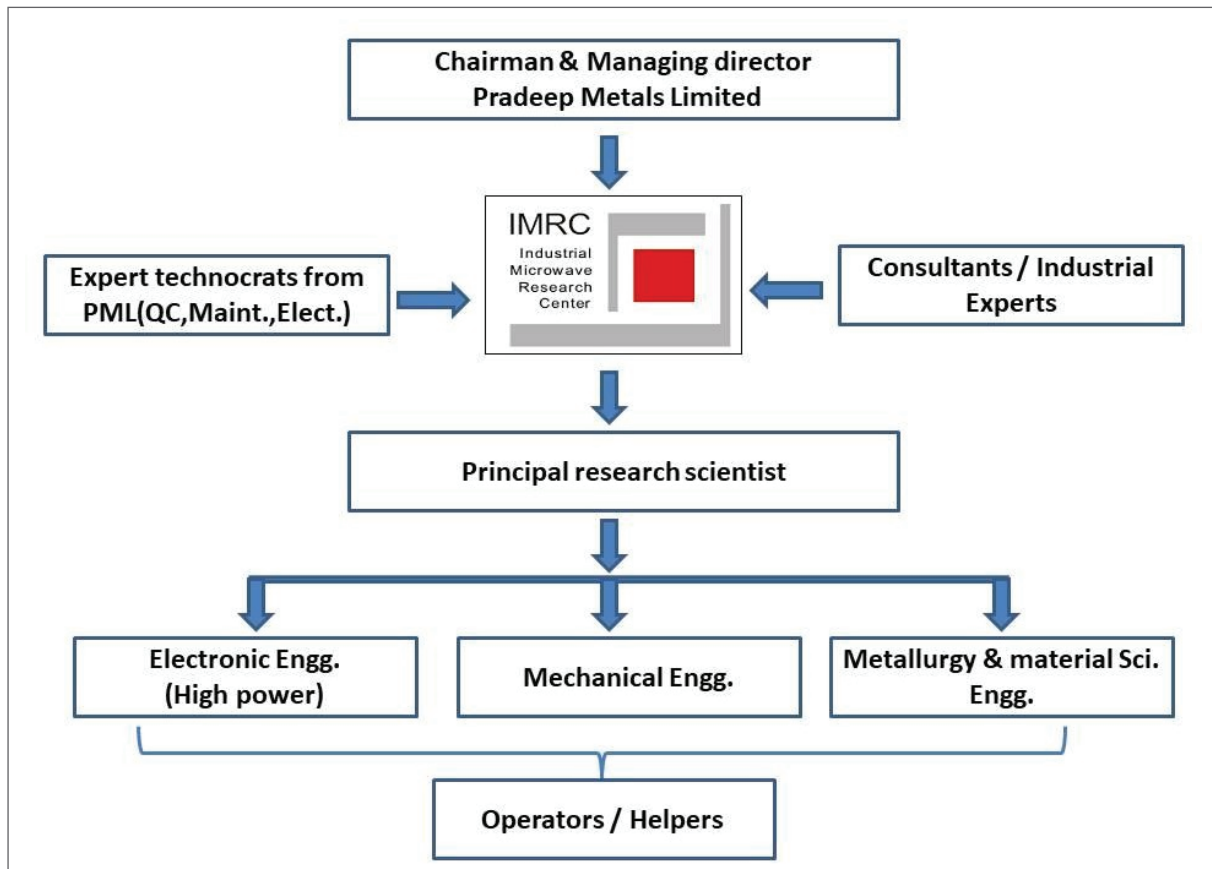 Chairman & Managing director
Pradeep Metals Limited
IMRC
Industrial
Microwave
Research
Center
Expert technocrats from
PML(QC,Maint.,Elect.)
Consultants / Industrial
Experts
Principal research scientist
Electronic Engg.
(High power)
Mechanical Engg.
Metallurgy & material Sci.
Engg.
Operators / Helpers